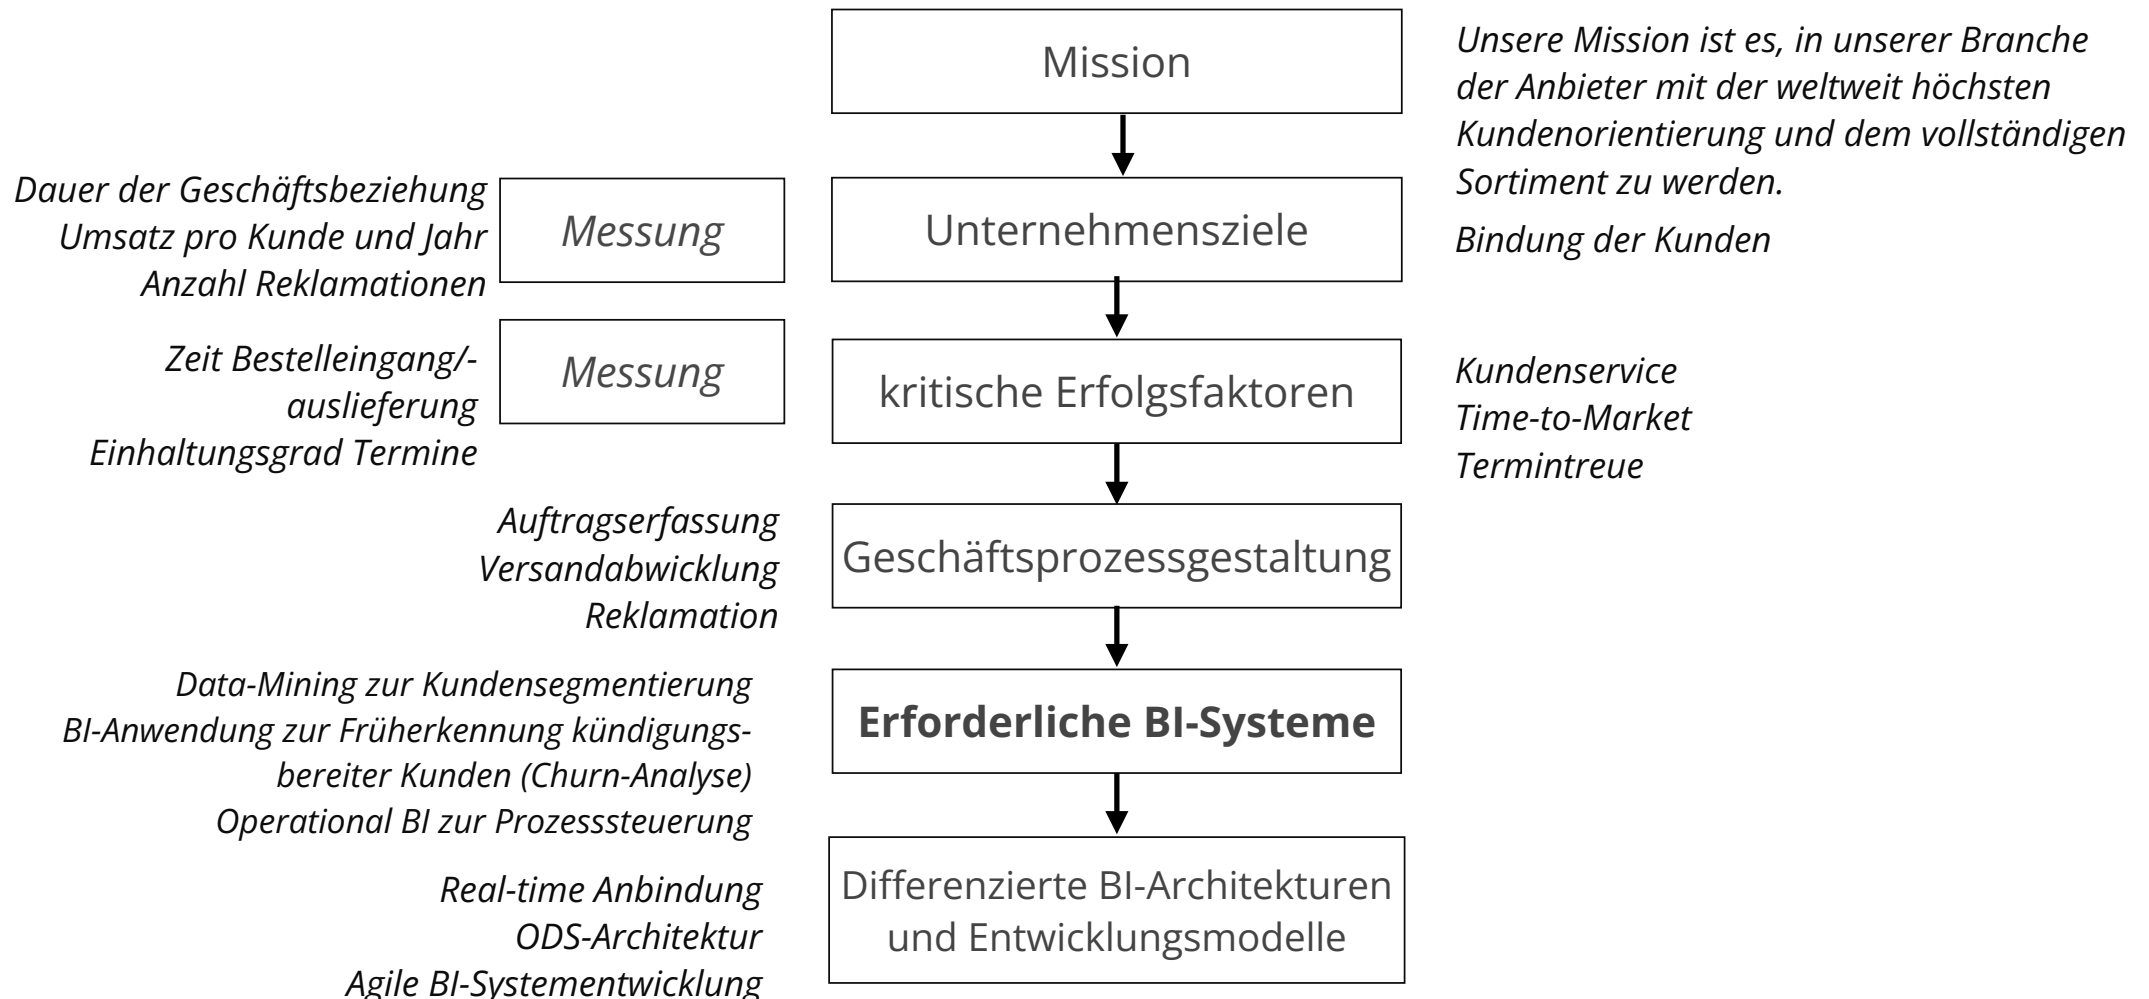 Mission
Unsere Mission ist es, in unserer Branche
der Anbieter mit der weltweit höchsten
Kundenorientierung und dem vollständigen
Sortiment zu werden.
Dauer der Geschäftsbeziehung
Umsatz pro Kunde und Jahr
Anzahl Reklamationen
Messung
Unternehmensziele
Bindung der Kunden
Zeit Bestelleingang/-
auslieferung
Einhaltungsgrad Termine
Messung
kritische Erfolgsfaktoren
Kundenservice
Time-to-Market
Termintreue
Auftragserfassung
Versandabwicklung
Reklamation
Geschäftsprozessgestaltung
Data-Mining zur Kundensegmentierung
BI-Anwendung zur Früherkennung kündigungs-
bereiter Kunden (Churn-Analyse)
Operational BI zur Prozesssteuerung
Erforderliche BI-Systeme
Real-time Anbindung
ODS-Architektur
Agile BI-Systementwicklung
Differenzierte BI-Architekturen
und Entwicklungsmodelle